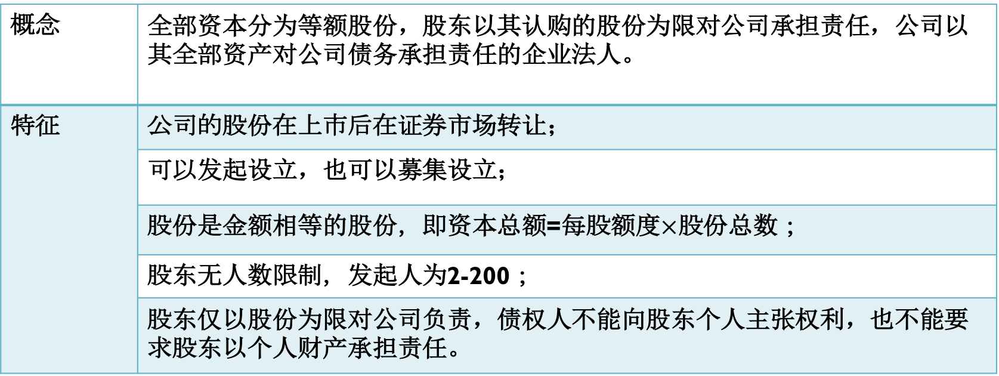 概念
全部资本分为等额股份，股东以其认购的股份为限对公司承担责任，公司以
其全部资产对公司债务承担责任的企业法人。
特征
公司的股份在上市后在证券市场转让；
可以发起设立，也可以募集设立；
股份是金额相等的股份，即资本总额=每股额度×股份总数；
股东无人数限制，发起人为2-200；
股东仅以股份为限对公司负责，债权人不能向股东个人主张权利，也不能要
求股东以个人财产承担责任。